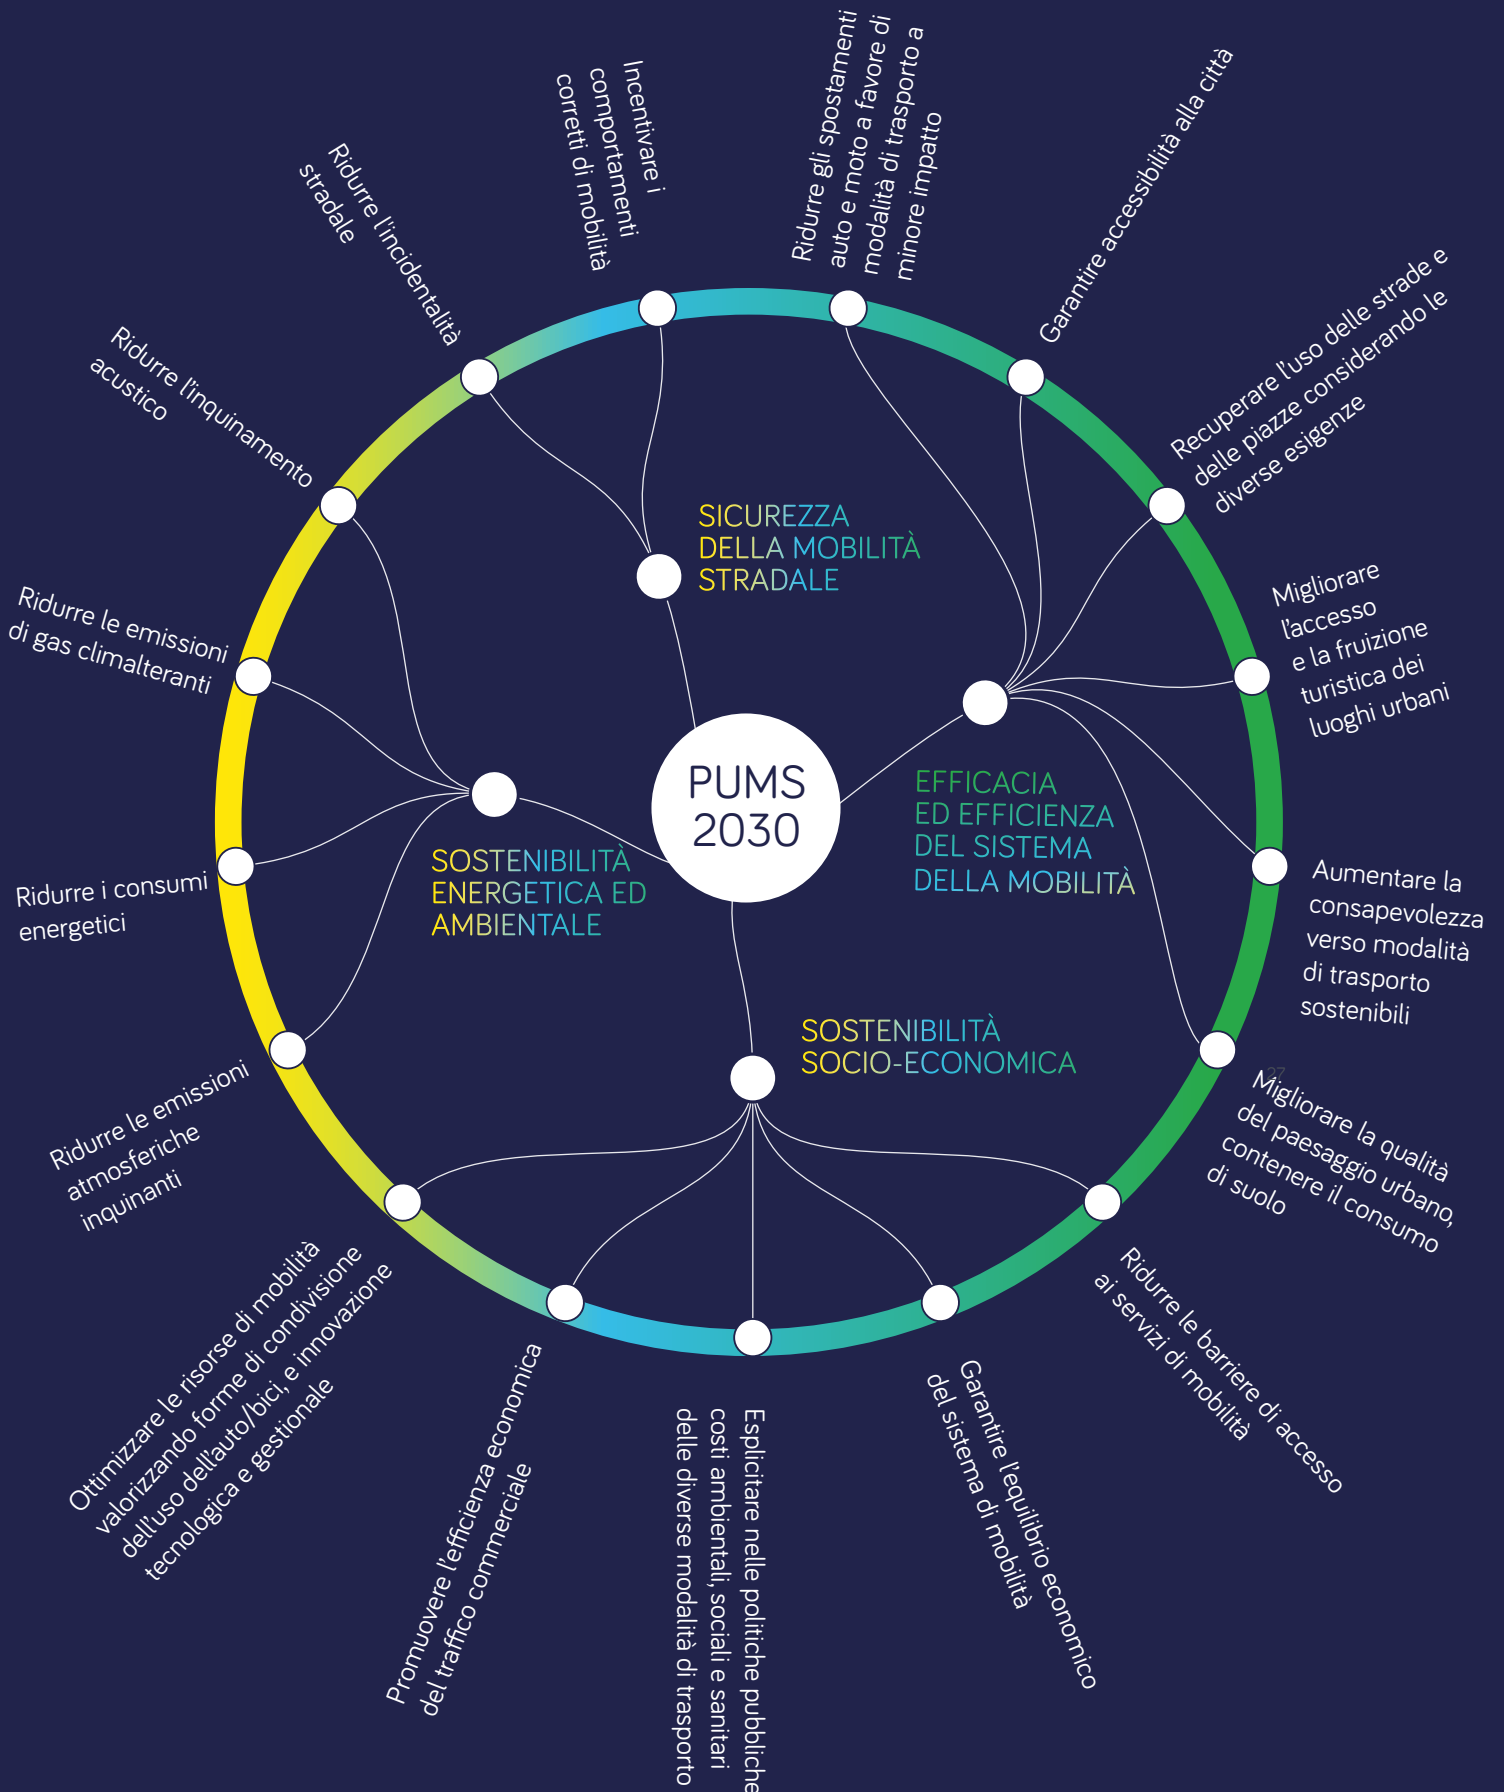 PUMS
2030
SICUREZZA
DELLA MOBILITÀ
STRADALE
Ridurre l'incidentalità
stradale
Incentivare i
comportamenti
corretti di mobilità
EFFICACIA
ED EFFICIENZA
DEL SISTEMA
DELLA MOBILITÀ
Ridurre gli spostamenti
auto e moto a favore di
modalità di trasporto a
minore impatto
Garantire accessibilità alla città
Recuperare l'uso delle strade e
delle piazze considerando le
diverse esigenze
Migliorare
l'accesso
e la fruizione
turistica dei
luoghi urbani
Aumentare la
consapevolezza
verso modalità
di trasporto
sostenibili
27
Migliorare la qualità
del paesaggio urbano,
contenere il consumo
di suolo
SOSTENIBILITÀ
SOCIO-ECONOMICA
Ridurre le barriere di accesso
ai servizi di mobilità
Garantire l'equilibrio economico
del sistema di mobilità
Esplicitare nelle politiche pubbliche
costi ambientali, sociali e sanitari
delle diverse modalità di trasporto
Promuovere l'efficienza economica
del traffico commerciale
Ottimizzare le risorse di mobilità
valorizzando forme di condivisione
dell'uso dell'auto/bici, e innovazione
tecnologica e gestionale
SOSTENIBILITÀ
ENERGETICA ED
AMBIENTALE
Ridurre le emissioni
atmosferiche
inquinanti
Ridurre i consumi
energetici
Ridurre le emissioni
di gas climalteranti
Ridurre l'inquinamento
acustico